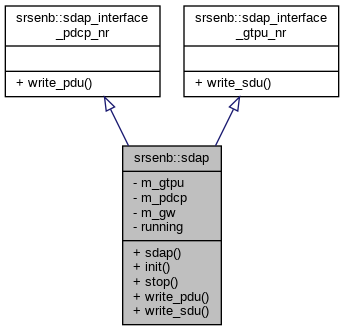 srsenb::sdap_interface
_pdcp_nr
+ write_pdu()
srsenb::sdap_interface
_gtpu_nr
+ write_sdu()
srsenb::sdap
- m_gtpu
- m_pdcp
- m_gw
- running
+ sdap()
+ init()
+ stop()
+ write_pdu()
+ write_sdu()